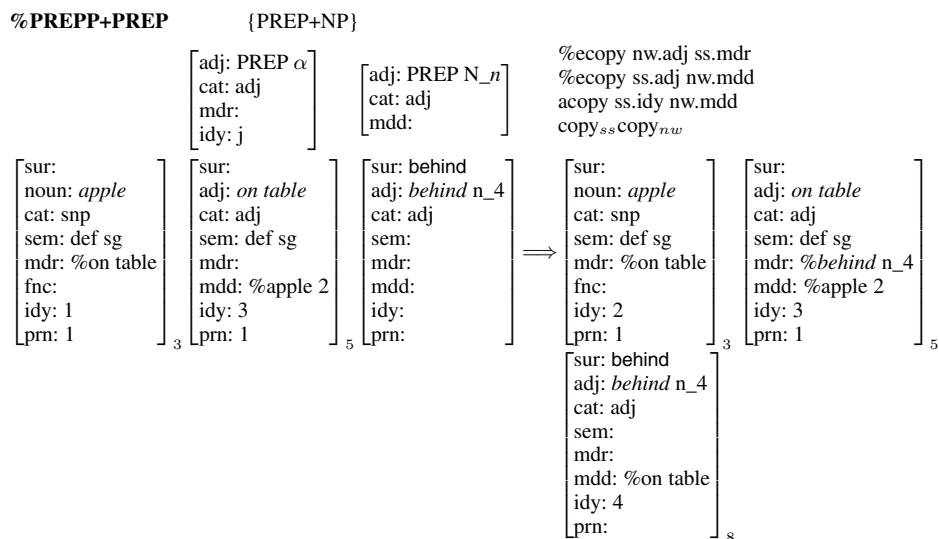 %PREPP+PREP {PREP+NP}
adj: PREP α
cat: adj
mdr:
idy: j
adj: PREP N_n
cat: adj
mdd:
%ecopy nw.adj ss.mdr
%ecopy ss.adj nw.mdd
acopy ss.idy nw.mdd
copy_ss copy_nw
sur:
noun: apple
cat: snp
sem: def sg
mdr: %on table
fnc:
idy: 1
prn: 1
3
sur:
adj: on table
cat: adj
sem: def sg
mdr:
mdd: %apple 2
idy: 3
prn: 1
5
sur: behind
adj: behind n_4
cat: adj
sem:
mdr:
mdd:
idy:
prn:
⟹
sur:
noun: apple
cat: snp
sem: def sg
mdr: %on table
fnc:
idy: 2
prn: 1
3
sur:
adj: on table
cat: adj
sem: def sg
mdr: %behind n_4
mdd: %apple 2
idy: 3
prn: 1
5
sur: behind
adj: behind n_4
cat: adj
sem:
mdr:
mdd: %on table
idy: 4
prn:
8